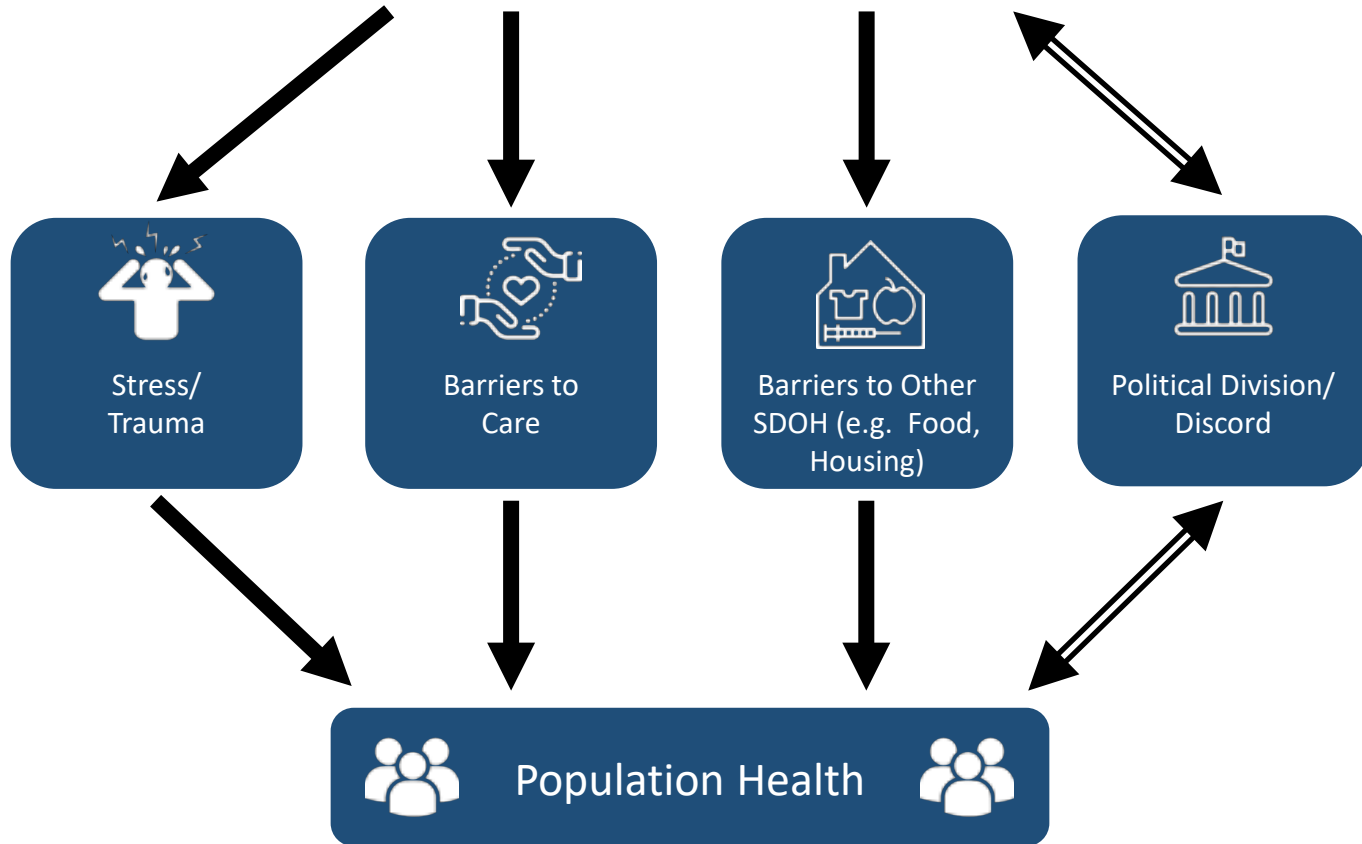 Stress/
Trauma
Barriers to
Care
Barriers to Other
SDOH (e.g.  Food,
Housing)
Political Division/
Discord
Population Health